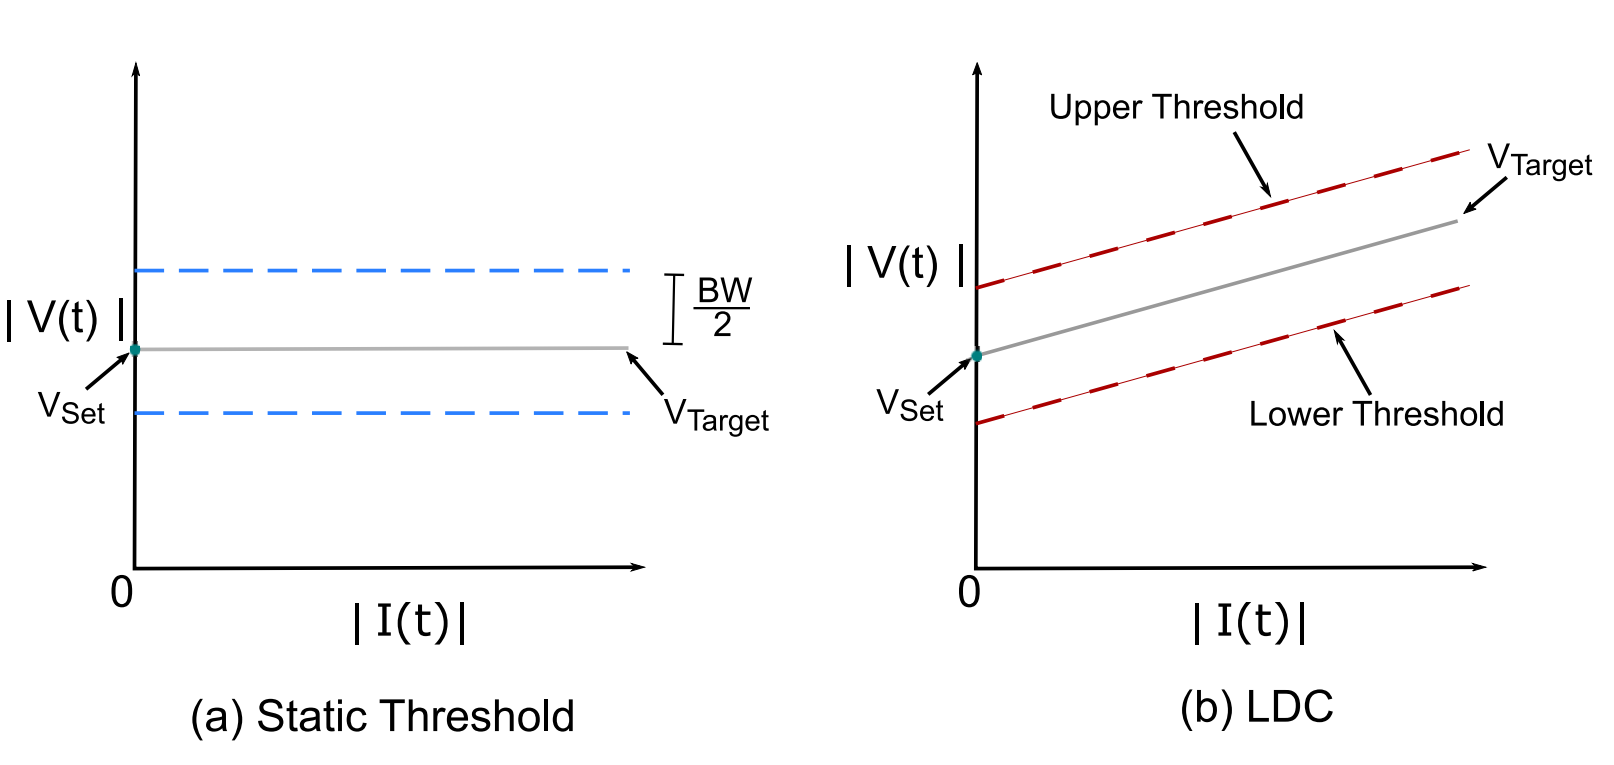 | V(t) |
BW
2
V_Set
V_Target
0
| I(t) |
(a) Static Threshold
Upper Threshold
V_Target
| V(t) |
V_Set
Lower Threshold
0
| I(t) |
(b) LDC